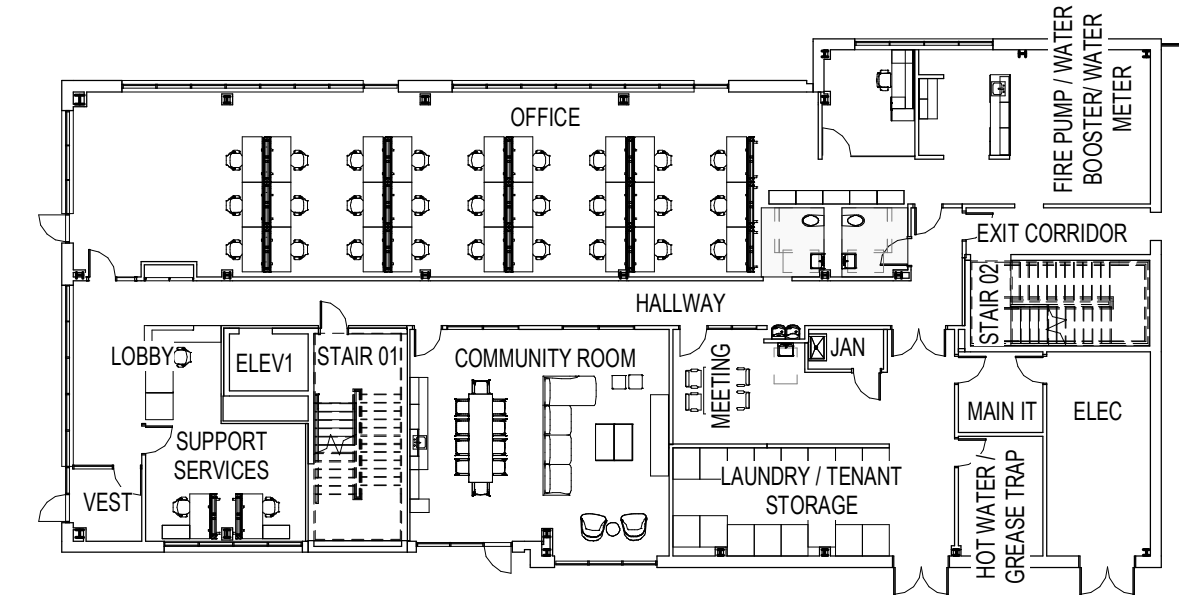 FIRE PUMP / WATER
BOOSTER/ WATER
METER
OFFICE
EXIT CORRIDOR
HALLWAY
STAIR 02
LOBBY
ELEV1
STAIR 01
COMMUNITY ROOM
MEETING
JAN
MAIN IT
ELEC
SUPPORT
SERVICES
VEST
LAUNDRY / TENANT
STORAGE
HOT WATER /
GREASE TRAP